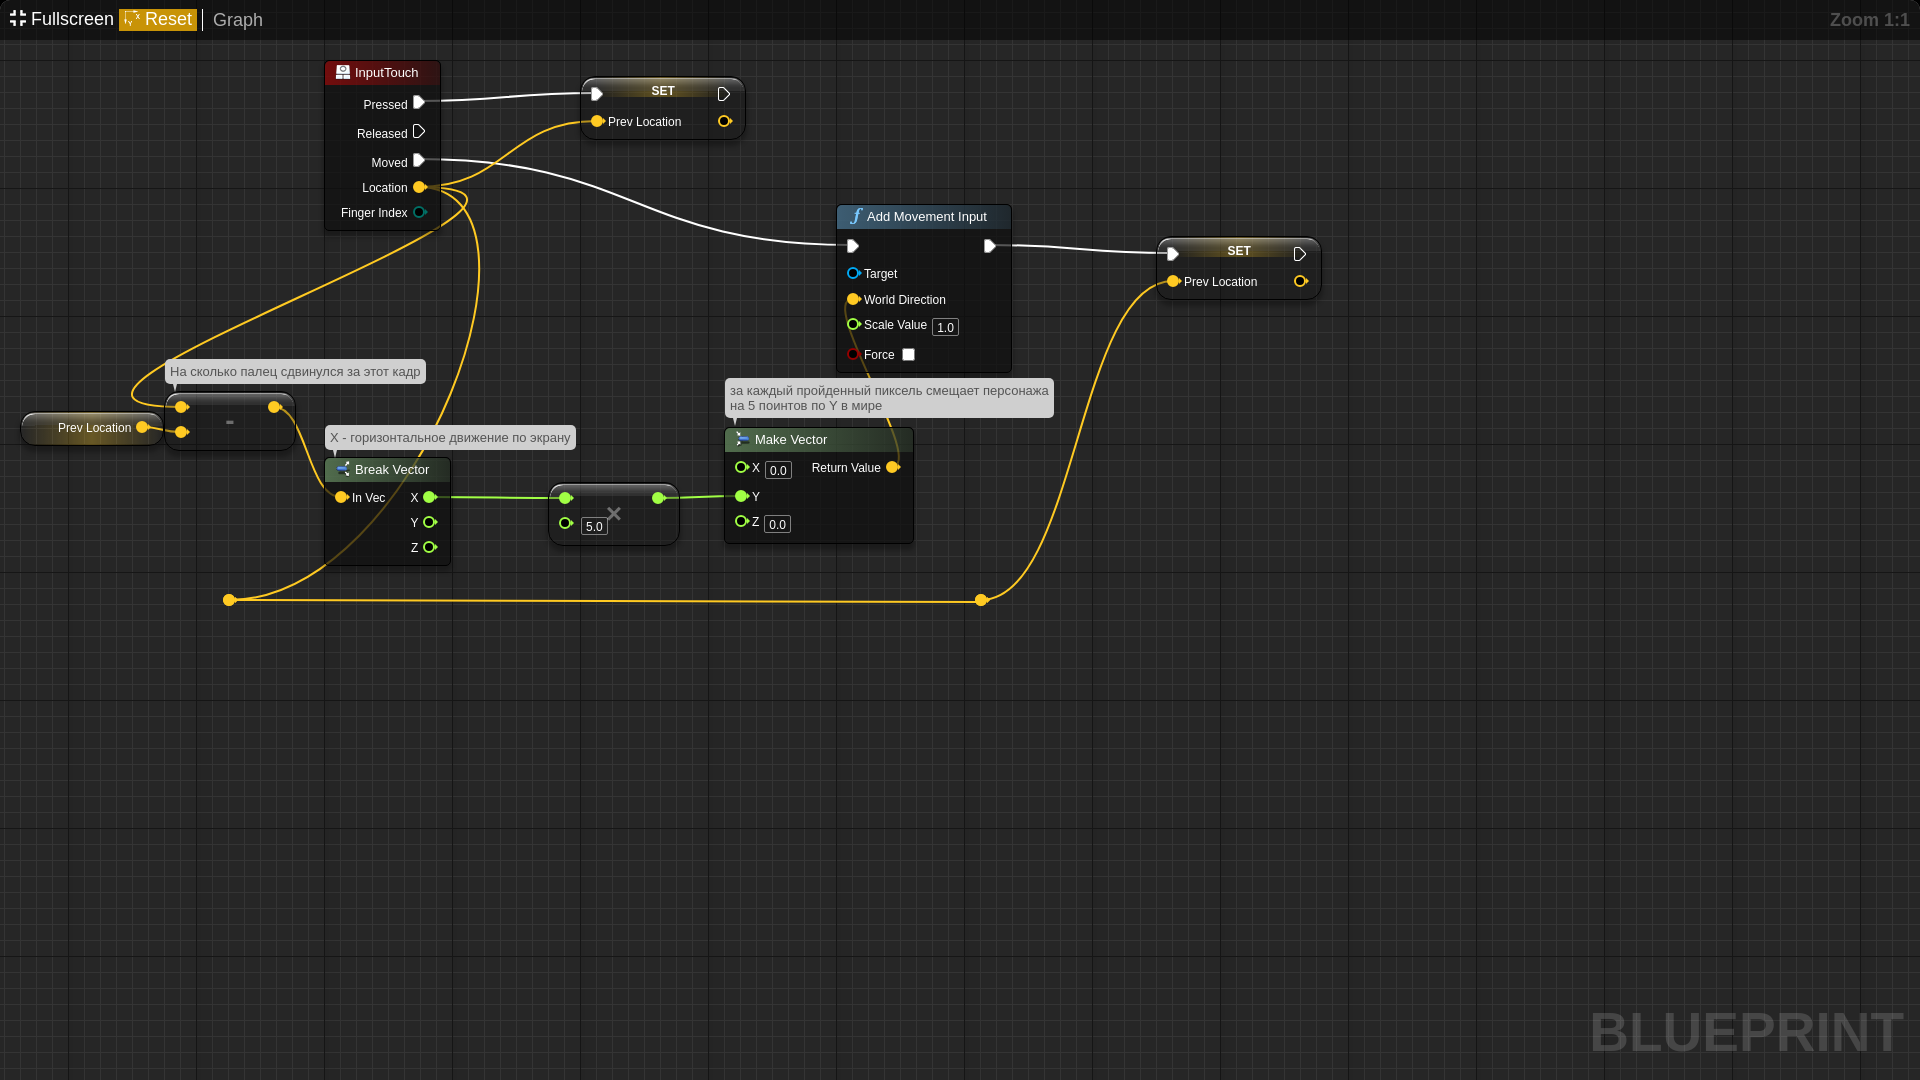 Fullscreen Reset Graph Zoom 1:1
InputTouch
Pressed
Released
Moved
Location
Finger Index
SET
Prev Location
Add Movement Input
Target
World Direction
Scale Value 1.0
Force
SET
Prev Location
На сколько палец сдвинулся за этот кадр
Prev Location
-
X - горизонтальное движение по экрану
Break Vector
In Vec X
Y
Z
5.0
за каждый пройденный пиксель смещает персонажа
на 5 поинтов по Y в мире
Make Vector
X 0.0 Return Value
Y
Z 0.0
BLUEPRINT